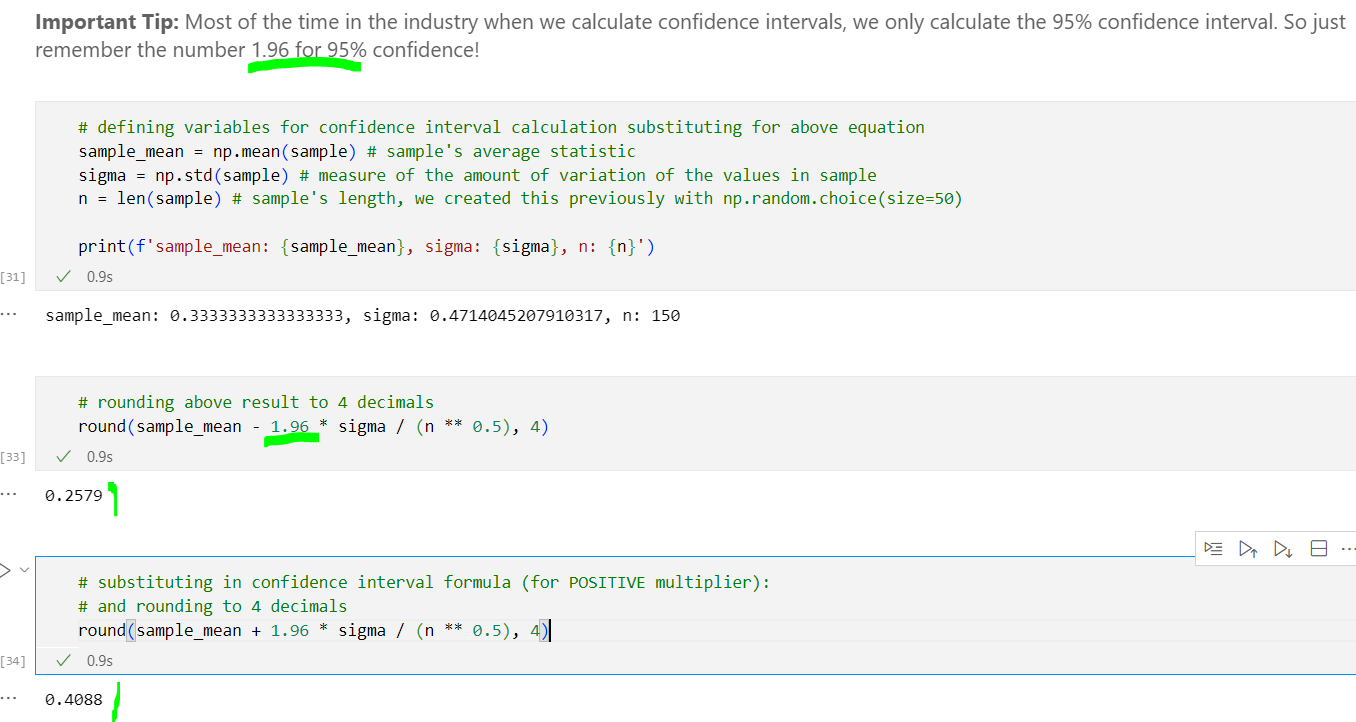 Important Tip: Most of the time in the industry when we calculate confidence intervals, we only calculate the 95% confidence interval. So just
remember the number 1.96 for 95% confidence!
# defining variables for confidence interval calculation substituting for above equation
sample_mean = np.mean(sample) # sample's average statistic
sigma = np.std(sample) # measure of the amount of variation of the values in sample
n = len(sample) # sample's length, we created this previously with np.random.choice(size=50)
print(f'sample_mean: {sample_mean}, sigma: {sigma}, n: {n}')
[31] ✓ 0.9s
... sample_mean: 0.3333333333333333, sigma: 0.4714045207910317, n: 150
# rounding above result to 4 decimals
round(sample_mean - 1.96 * sigma / (n ** 0.5), 4)
[33] ✓ 0.9s
... 0.2579
# substituting in confidence interval formula (for POSITIVE multiplier):
# and rounding to 4 decimals
round(sample_mean + 1.96 * sigma / (n ** 0.5), 4)
[34] ✓ 0.9s
... 0.4088